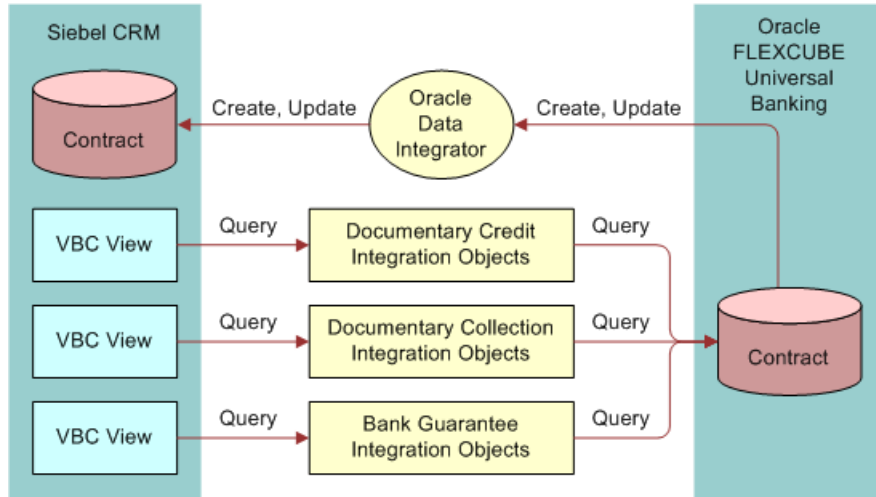 Siebel CRM
Oracle
FLEXCUBE
Universal
Banking
Contract
Create, Update
Oracle
Data
Integrator
Create, Update
VBC View
Query
Documentary Credit
Integration Objects
Query
VBC View
Query
Documentary Collection
Integration Objects
Query
Contract
VBC View
Query
Bank Guarantee
Integration Objects
Query